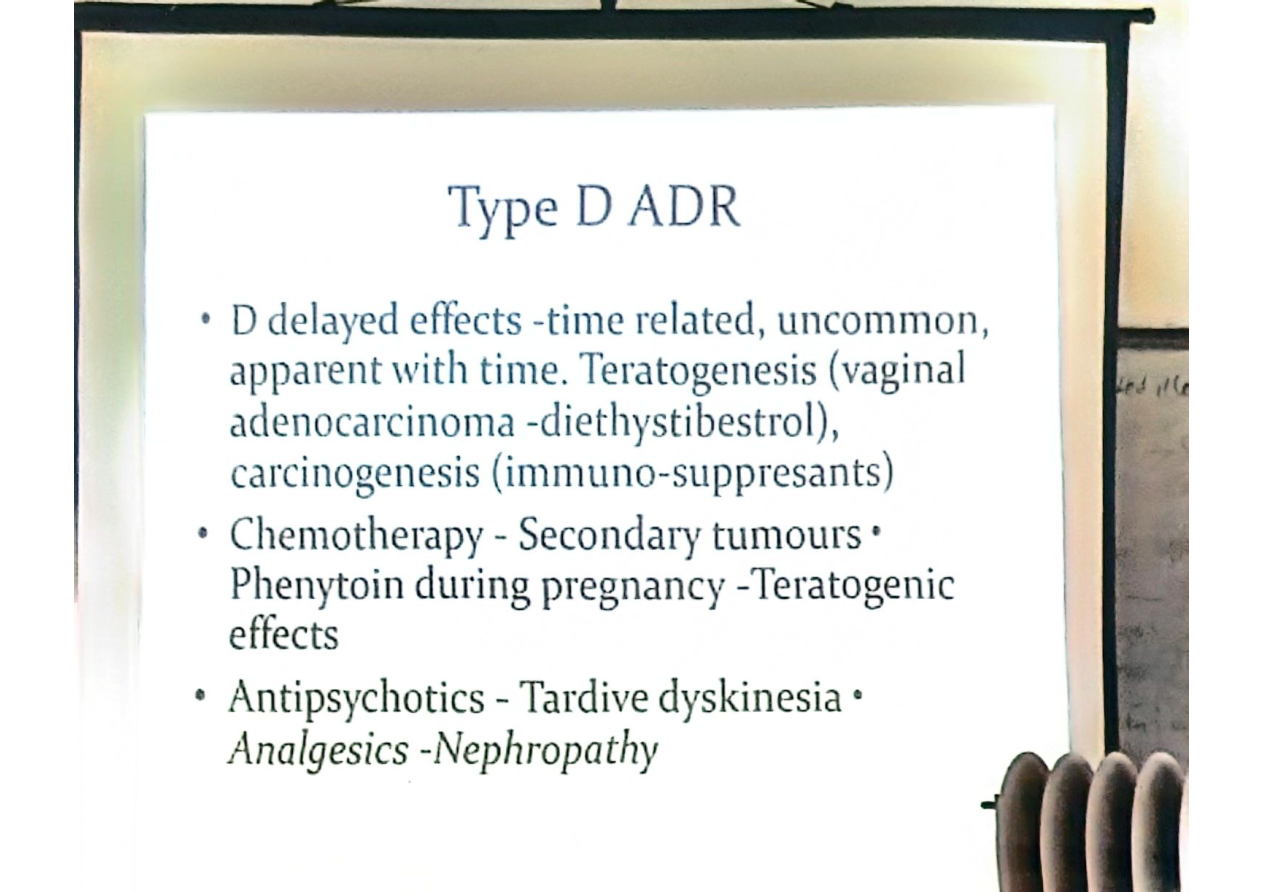 Type D ADR
• D delayed effects -time related, uncommon,
apparent with time. Teratogenesis (vaginal
adenocarcinoma -diethystibestrol),
carcinogenesis (immuno-suppresants)
• Chemotherapy - Secondary tumours •
Phenytoin during pregnancy -Teratogenic
effects
• Antipsychotics - Tardive dyskinesia •
Analgesics -Nephropathy